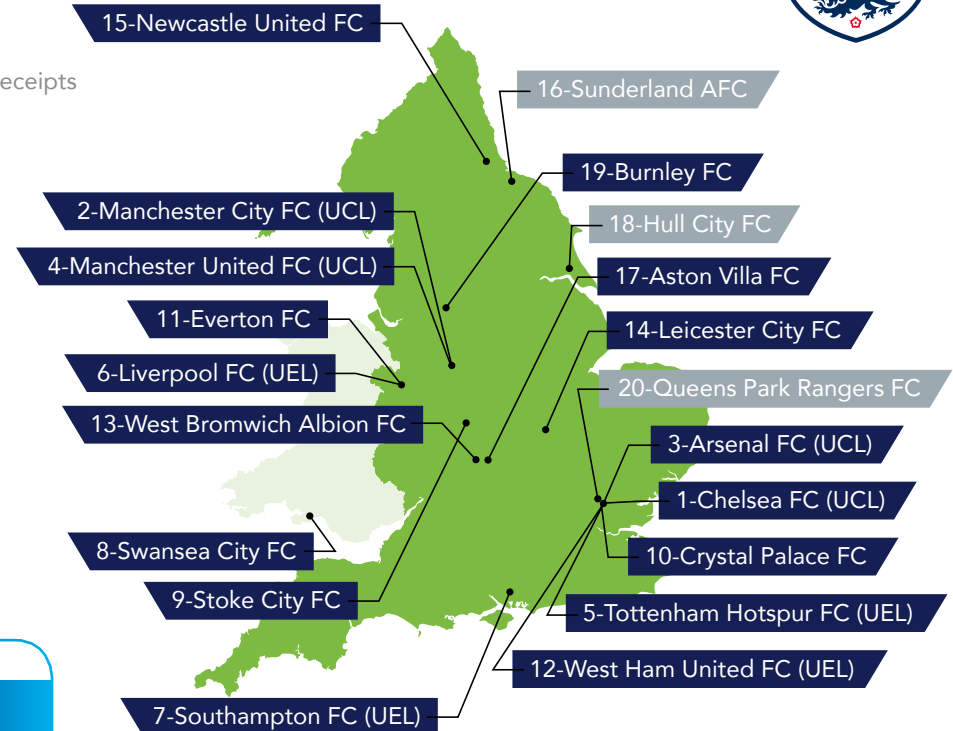 15-Newcastle United FC
eceipts
16-Sunderland AFC
19-Burnley FC
2-Manchester City FC (UCL)
18-Hull City FC
4-Manchester United FC (UCL)
17-Aston Villa FC
11-Everton FC
14-Leicester City FC
6-Liverpool FC (UEL)
20-Queens Park Rangers FC
13-West Bromwich Albion FC
3-Arsenal FC (UCL)
1-Chelsea FC (UCL)
8-Swansea City FC
10-Crystal Palace FC
9-Stoke City FC
5-Tottenham Hotspur FC (UEL)
12-West Ham United FC (UEL)
7-Southampton FC (UEL)